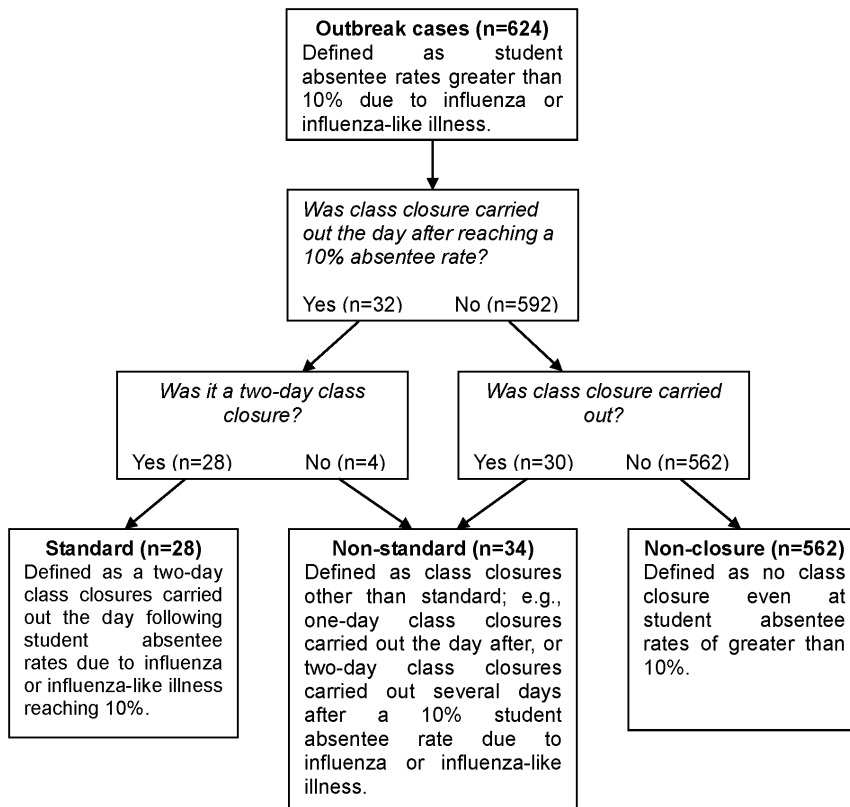 Outbreak cases (n=624)
Defined as student
absentee rates greater than
10% due to influenza or
influenza-like illness.
Was class closure carried
out the day after reaching a
10% absentee rate?
Yes (n=32) No (n=592)
Was it a two-day class
closure?
Yes (n=28) No (n=4)
Was class closure carried
out?
Yes (n=30) No (n=562)
Standard (n=28)
Defined as a two-day
class closures carried
out the day following
student absentee
rates due to influenza
or influenza-like illness
reaching 10%.
Non-standard (n=34)
Defined as class closures
other than standard; e.g.,
one-day class closures
carried out the day after, or
two-day class closures
carried out several days
after a 10% student
absentee rate due to
influenza or influenza-like
illness.
Non-closure (n=562)
Defined as no class
closure even at
student absentee
rates of greater than
10%.